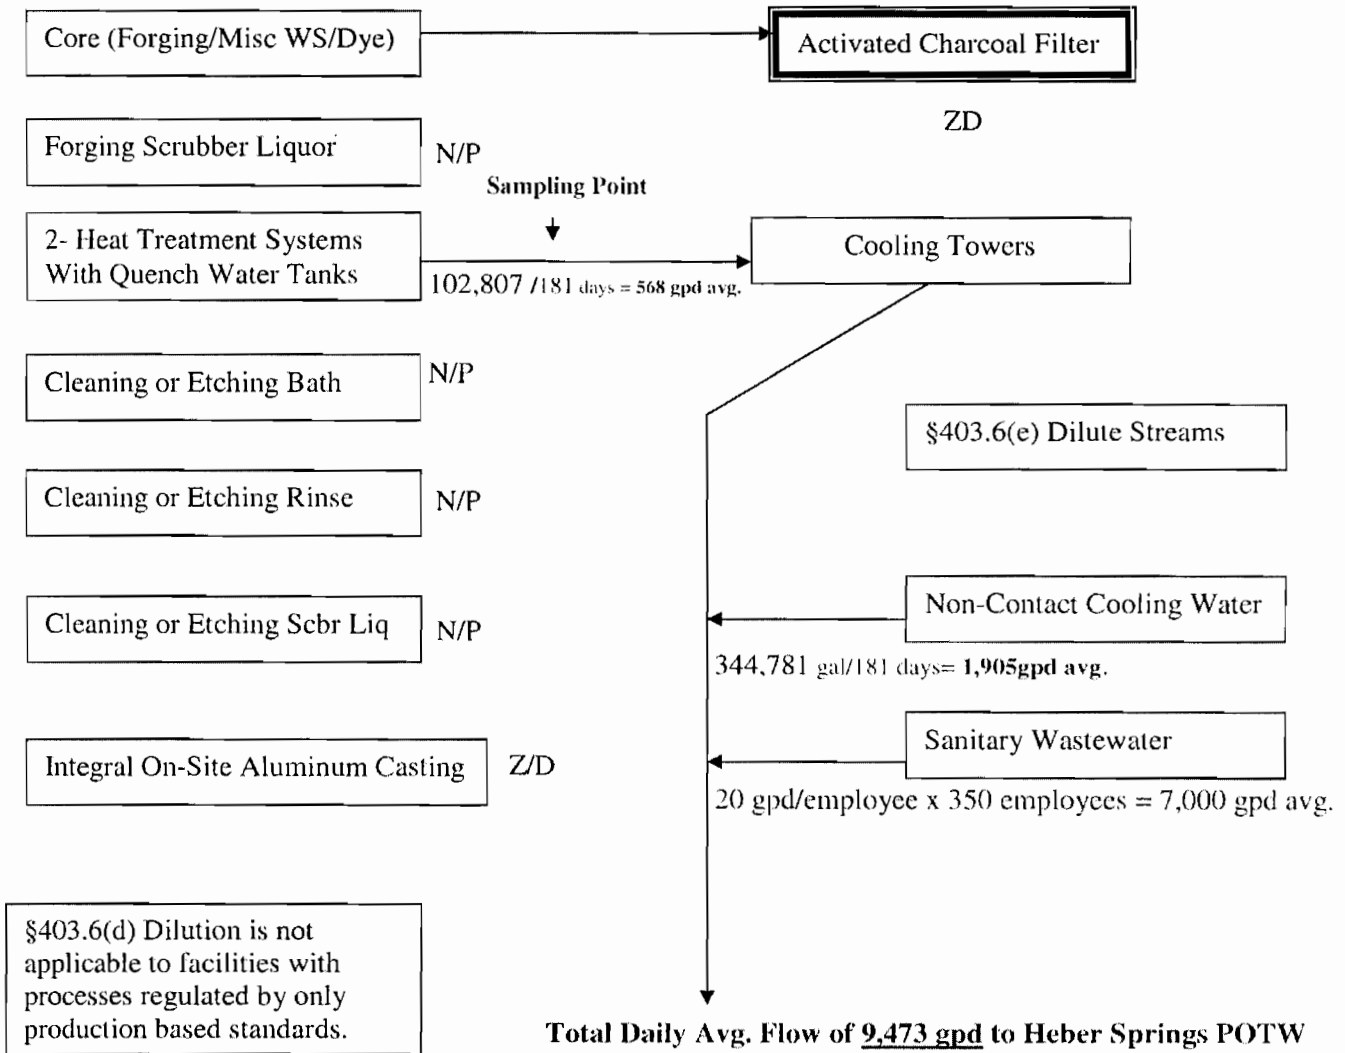 Core (Forging/Misc WS/Dye)
Activated Charcoal Filter
ZD
Forging Scrubber Liquor
N/P
Sampling Point
2- Heat Treatment Systems
With Quench Water Tanks
102,807 /181 days = 568 gpd avg.
Cooling Towers
Cleaning or Etching Bath
N/P
§403.6(e) Dilute Streams
Cleaning or Etching Rinse
N/P
Non-Contact Cooling Water
Cleaning or Etching Scbr Liq
N/P
344,781 gal/181 days= 1,905gpd avg.
Sanitary Wastewater
Integral On-Site Aluminum Casting
Z/D
20 gpd/employee x 350 employees = 7,000 gpd avg.
§403.6(d) Dilution is not
applicable to facilities with
processes regulated by only
production based standards.
Total Daily Avg. Flow of 9,473 gpd to Heber Springs POTW